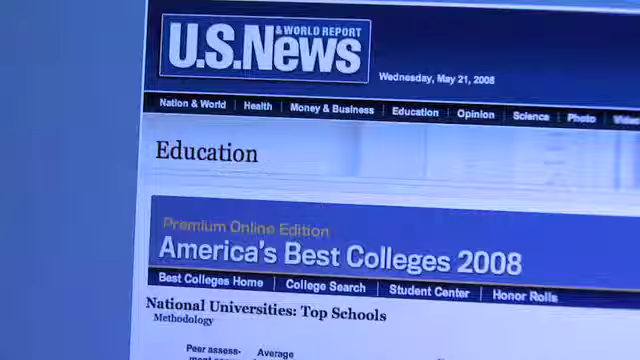 U.S.News
& WORLD REPORT
Wednesday, May 21, 2008
Nation & World Health Money & Business Education Opinion Science Photo Video
Education
Premium Online Edition
America's Best Colleges 2008
Best Colleges Home College Search Student Center Honor Rolls
National Universities: Top Schools
Methodology
Peer assess- Average